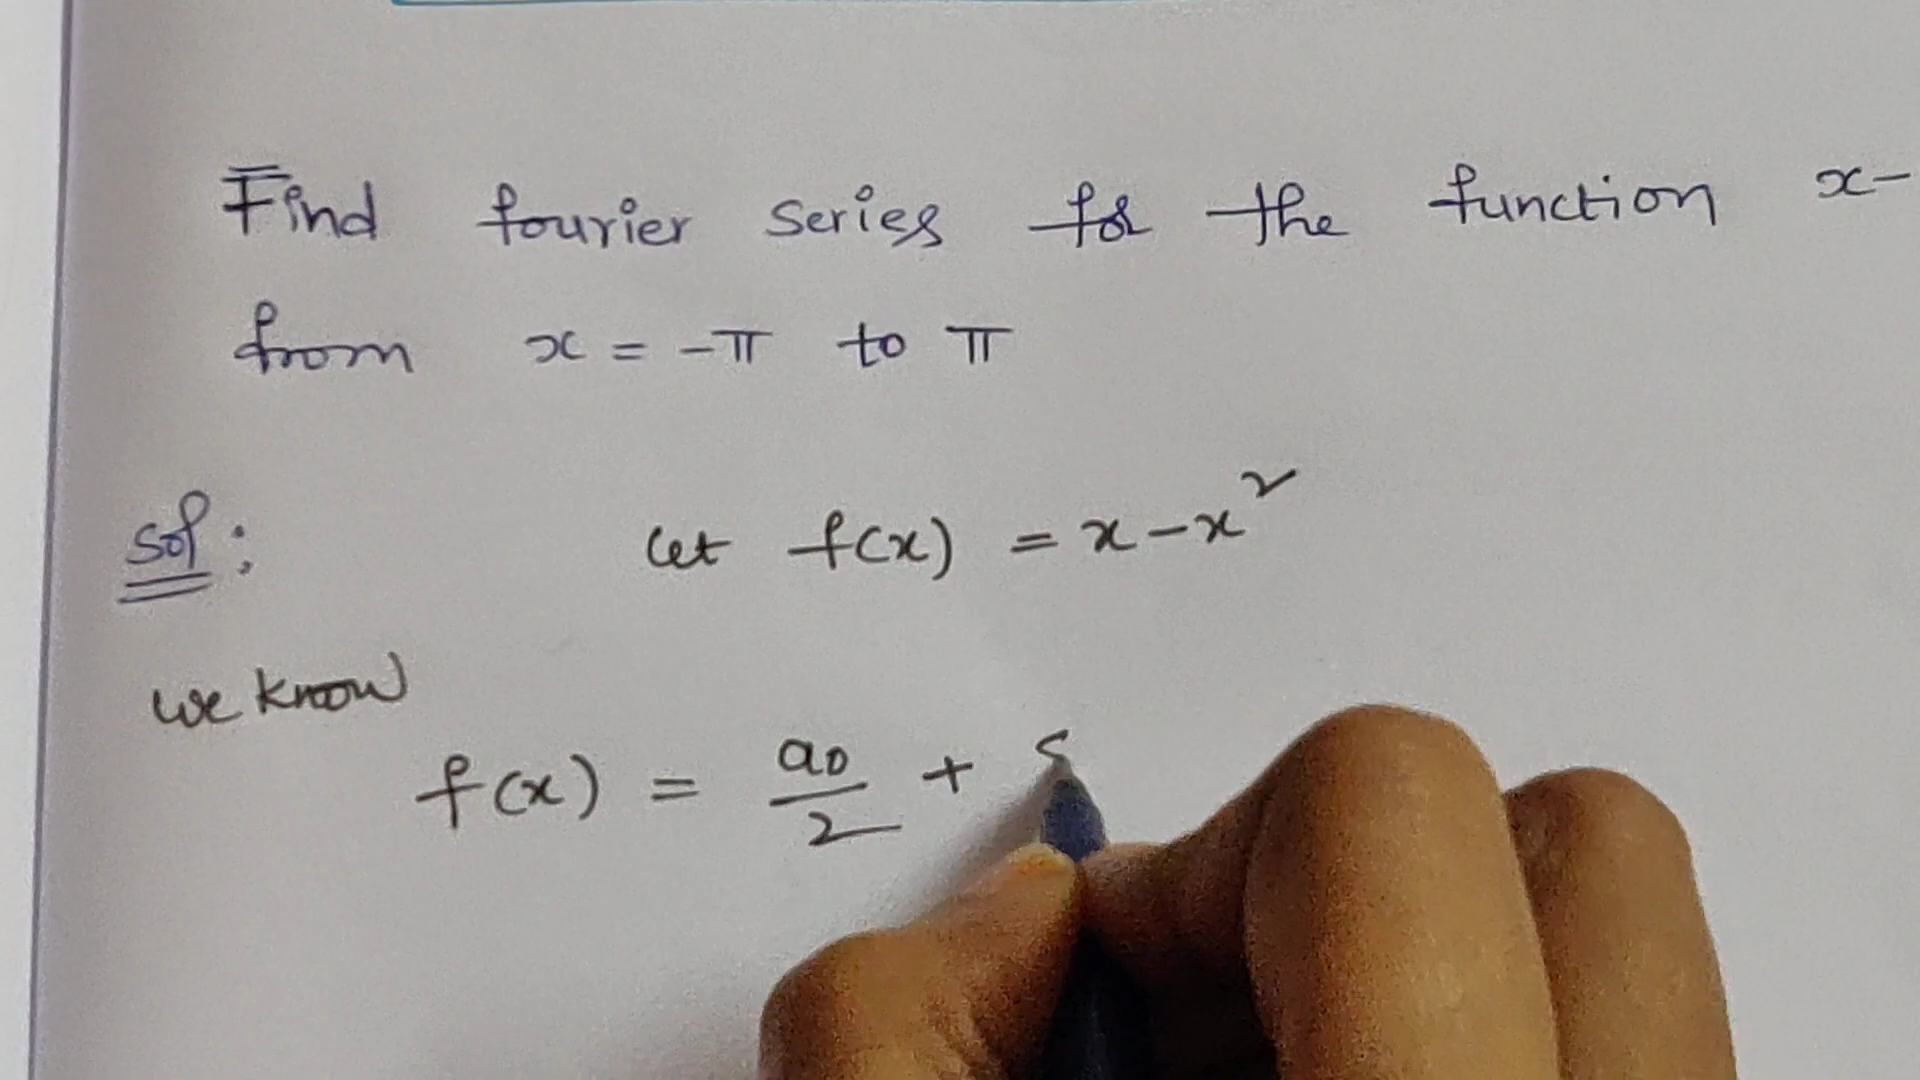 Find fourier series for the function x-
from x = -π to π
Sol: let f(x) = x-x²
we know
f(x) = a0/2 +